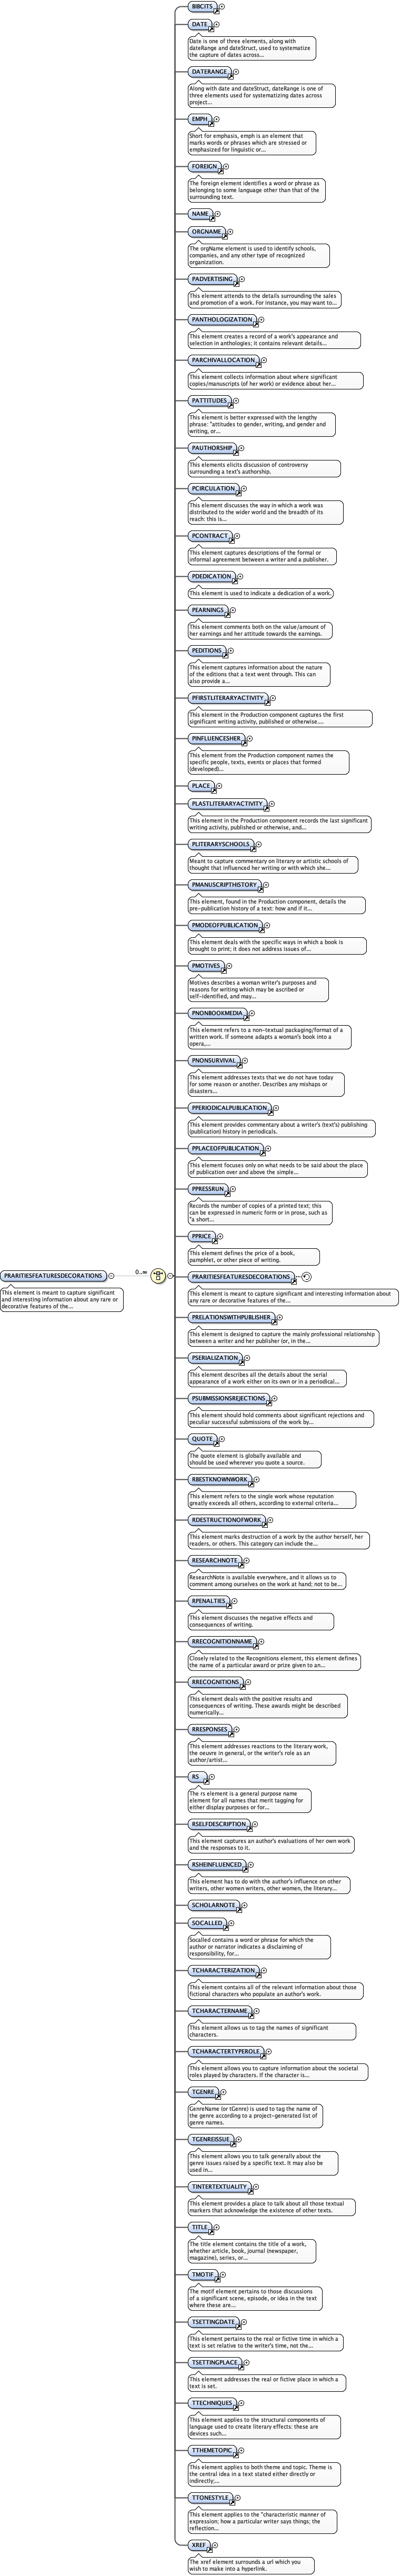 BIBCITS
DATE
Date is one of three elements, along with
dateRange and dateStruct, used to systematize
the capture of dates across...
DATERANGE
Along with date and dateStruct, dateRange is one of
three elements used for systematizing dates across
project...
EMPH
Short for emphasis, emph is an element that
marks words or phrases which are stressed or
emphasized for linguistic or...
FOREIGN
The foreign element identifies a word or phrase as
belonging to some language other than that of the
surrounding text.
NAME
ORGNAME
The orgName element is used to identify schools,
companies, and any other type of recognized
organization.
PADVERTISING
This element attends to the details surrounding the sales
and promotion of a work. For instance, you may want to...
PANTHOLOGIZATION
This element creates a record of a work's appearance and
selection in anthologies; it contains relevant details...
PARCHIVALLOCATION
This element collects information about where significant
copies/manuscripts (of her work) or evidence about her...
PATTITUDES
This element is better expressed with the lengthy
phrase: "attitudes to gender, writing, and gender and
writing, or...
PAUTHORSHIP
This elements elicits discussion of controversy
surrounding a text's authorship.
PCIRCULATION
This element discusses the way in which a work was
distributed to the wider world and the breadth of its
reach: this is...
PCONTRACT
This element captures descriptions of the formal or
informal agreement between a writer and a publisher.
PDEDICATION
This element is used to indicate a dedication of a work.
PEARNINGS
This element comments both on the value/amount of
her earnings and her attitude towards the earnings.
PEDITIONS
This element captures information about the nature
of the editions that a text went through. This can
also provide a...
PFIRSTLITERARYACTIVITY
This element in the Production component captures the first
significant writing activity, published or otherwise....
PINFLUENCESHER
This element from the Production component names the
specific people, texts, events or places that formed
(developed)...
PLACE
PLASTLITERARYACTIVITY
This element in the Production component records the last significant
writing activity, published or otherwise, and...
PLITERARYSCHOOLS
Meant to capture commentary on literary or artistic schools of
thought that influenced her writing or with which she...
PMANUSCRIPTHISTORY
This element, found in the Production component, details the
pre-publication history of a text: how and if it...
PMODEOFPUBLICATION
This element deals with the specific ways in which a book is
brought to print; it does not address issues of...
PMOTIVES
Motives describes a woman writer's purposes and
reasons for writing which may be ascribed or
self-identified, and may...
PNONBOOKMEDIA
This element refers to a non-textual packaging/format of a
written work. If someone adapts a woman's book into a
opera,...
PNONSURVIVAL
This element addresses texts that we do not have today
for some reason or another. Describes any mishaps or
disasters...
PPERIODICALPUBLICATION
This element provides commentary about a writer's (text's) publishing
(publication) history in periodicals.
PPLACEOFPUBLICATION
This element focuses only on what needs to be said about the place
of publication over and above the simple...
PPRESSRUN
Records the number of copies of a printed text; this
can be expressed in numeric form or in prose, such as
"a short...
PPRICE
This element defines the price of a book,
pamphlet, or other piece of writing.
PRARITIESFEATURESDECORATIONS
0..∞
PRARITIESFEATURESDECORATIONS
This element is meant to capture significant
and interesting information about any rare or
decorative features of the...
This element is meant to capture significant and interesting information about
any rare or decorative features of the...
PRELATIONSWITHPUBLISHER
This element is designed to capture the mainly professional relationship
between a writer and her publisher (or, in the...
PSERIALIZATION
This element describes all the details about the serial
appearance of a work either on its own or in a periodical...
PSUBMISSIONSREJECTIONS
This element should hold comments about significant rejections and
peculiar successful submissions of the work by...
QUOTE
The quote element is globally available and
should be used wherever you quote a source.
RBESTKNOWNWORK
This element refers to the single work whose reputation
greatly exceeds all others, according to external criteria...
RDESTRUCTIONOFWORK
This element marks destruction of a work by the author herself, her
readers, or others. This category can include the...
RESEARCHNOTE
ResearchNote is available everywhere, and it allows us to
comment among ourselves on the work at hand; not to be...
RPENALTIES
This element discusses the negative effects and
consequences of writing.
RRECOGNITIONNAME
Closely related to the Recognitions element, this element defines
the name of a particular award or prize given to an...
RRECOGNITIONS
This element deals with the positive results and
consequences of writing. These awards might be described
numerically...
RRESPONSES
This element addresses reactions to the literary work,
the oeuvre in general, or the writer's role as an
author/artist...
RS
The rs element is a general purpose name
element for all names that merit tagging for
either display purposes or for...
RSELFDESCRIPTION
This element captures an author's evaluations of her own work
and the responses to it.
RSHEINFLUENCED
This element has to do with the author's influence on other
writers, other women writers, other women, the literary...
SCHOLARNOTE
SOCALLED
Socalled contains a word or phrase for which the
author or narrator indicates a disclaiming of
responsibility, for...
TCHARACTERIZATION
This element contains all of the relevant information about those
fictional characters who populate an author's work.
TCHARACTERNAME
This element allows us to tag the names of significant
characters.
TCHARACTERTYPEROLE
This element allows you to capture information about the societal
roles played by characters. If the character is...
TGENRE
GenreName (or tGenre) is used to tag the name of
the genre according to a project-generated list of
genre names.
TGENREISSUE
This element allows you to talk generally about the
genre issues raised by a specific text. It may also be
used in...
TINTERTEXTUALITY
This element provides a place to talk about all those textual
markers that acknowledge the existence of other texts.
TITLE
The title element contains the title of a work,
whether article, book, journal (newspaper,
magazine), series, or...
TMOTIF
The motif element pertains to those discussions
of a significant scene, episode, or idea in the text
where these are...
TSETTINGDATE
This element pertains to the real or fictive time in which a
text is set relative to the writer's time, not the...
TSETTINGPLACE
This element addresses the real or fictive place in which a
text is set.
TTECHNIQUES
This element applies to the structural components of
language used to create literary effects: these are
devices such...
TTHEMETOPIC
This element applies to both theme and topic. Theme is
the central idea in a text stated either directly or
indirectly;...
TTONESTYLE
This element applies to the "characteristic manner of
expression; how a particular writer says things; the
reflection...
XREF
The xref element surrounds a url which you
wish to make into a hyperlink.